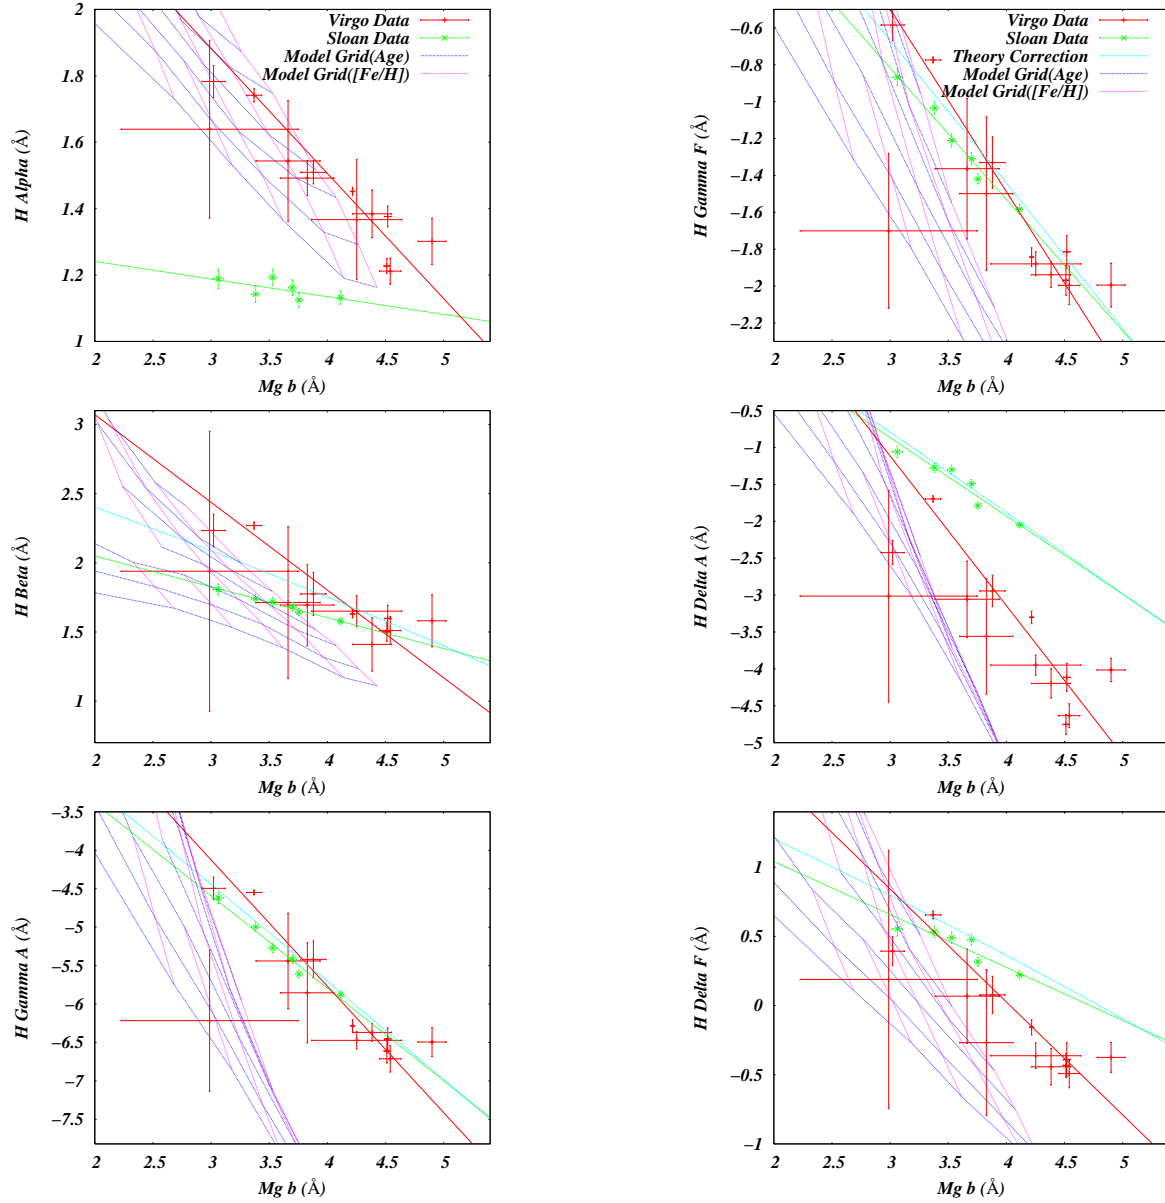 2
1.8
1.6
1.4
1.2
1
H Alpha (Å)
Virgo Data
Sloan Data
Model Grid(Age)
Model Grid([Fe/H])
2 2.5 3 3.5 4 4.5 5
Mg b (Å)
−0.6
−0.8
−1
−1.2
−1.4
−1.6
−1.8
−2
−2.2
H Gamma F (Å)
Virgo Data
Sloan Data
Theory Correction
Model Grid(Age)
Model Grid([Fe/H])
2 2.5 3 3.5 4 4.5 5
Mg b (Å)
3
2.5
2
1.5
1
H Beta (Å)
2 2.5 3 3.5 4 4.5 5
Mg b (Å)
−0.5
−1
−1.5
−2
−2.5
−3
−3.5
−4
−4.5
−5
H Delta A (Å)
2 2.5 3 3.5 4 4.5 5
Mg b (Å)
−3.5
−4
−4.5
−5
−5.5
−6
−6.5
−7
−7.5
H Gamma A (Å)
2 2.5 3 3.5 4 4.5 5
Mg b (Å)
1
0.5
0
−0.5
−1
H Delta F (Å)
2 2.5 3 3.5 4 4.5 5
Mg b (Å)